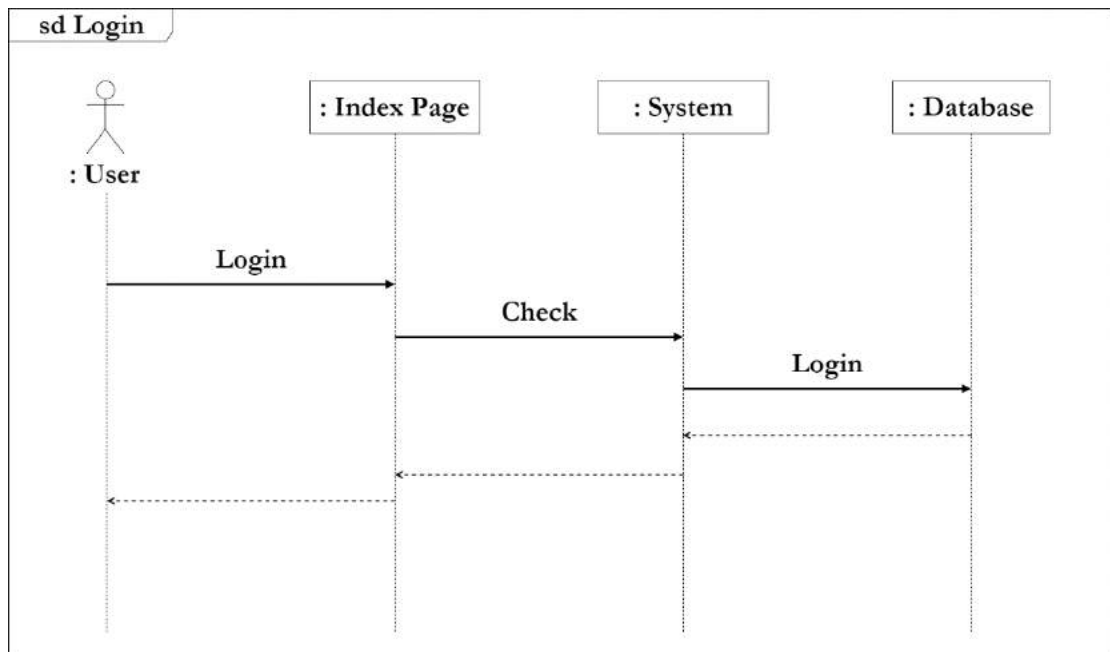 sd Login
: User
: Index Page
: System
: Database
Login
Check
Login